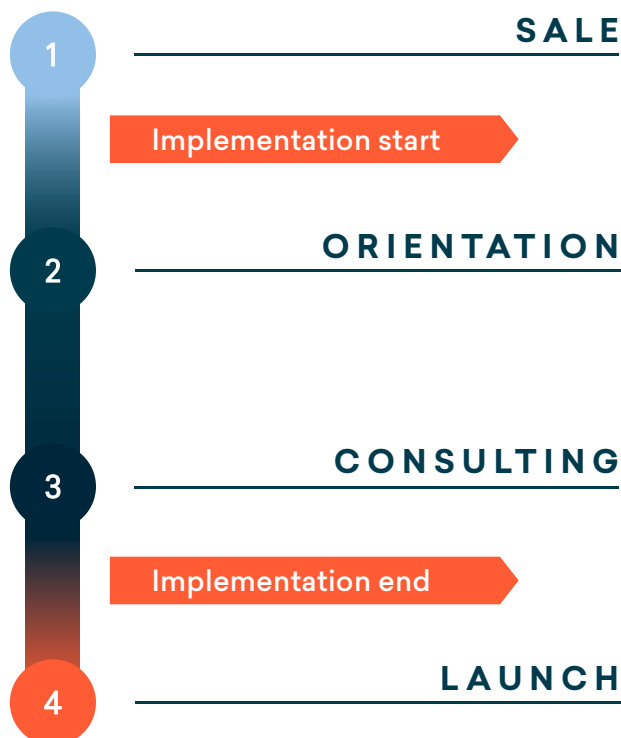 1
SALE
Implementation start
2
ORIENTATION
3
CONSULTING
Implementation end
4
LAUNCH